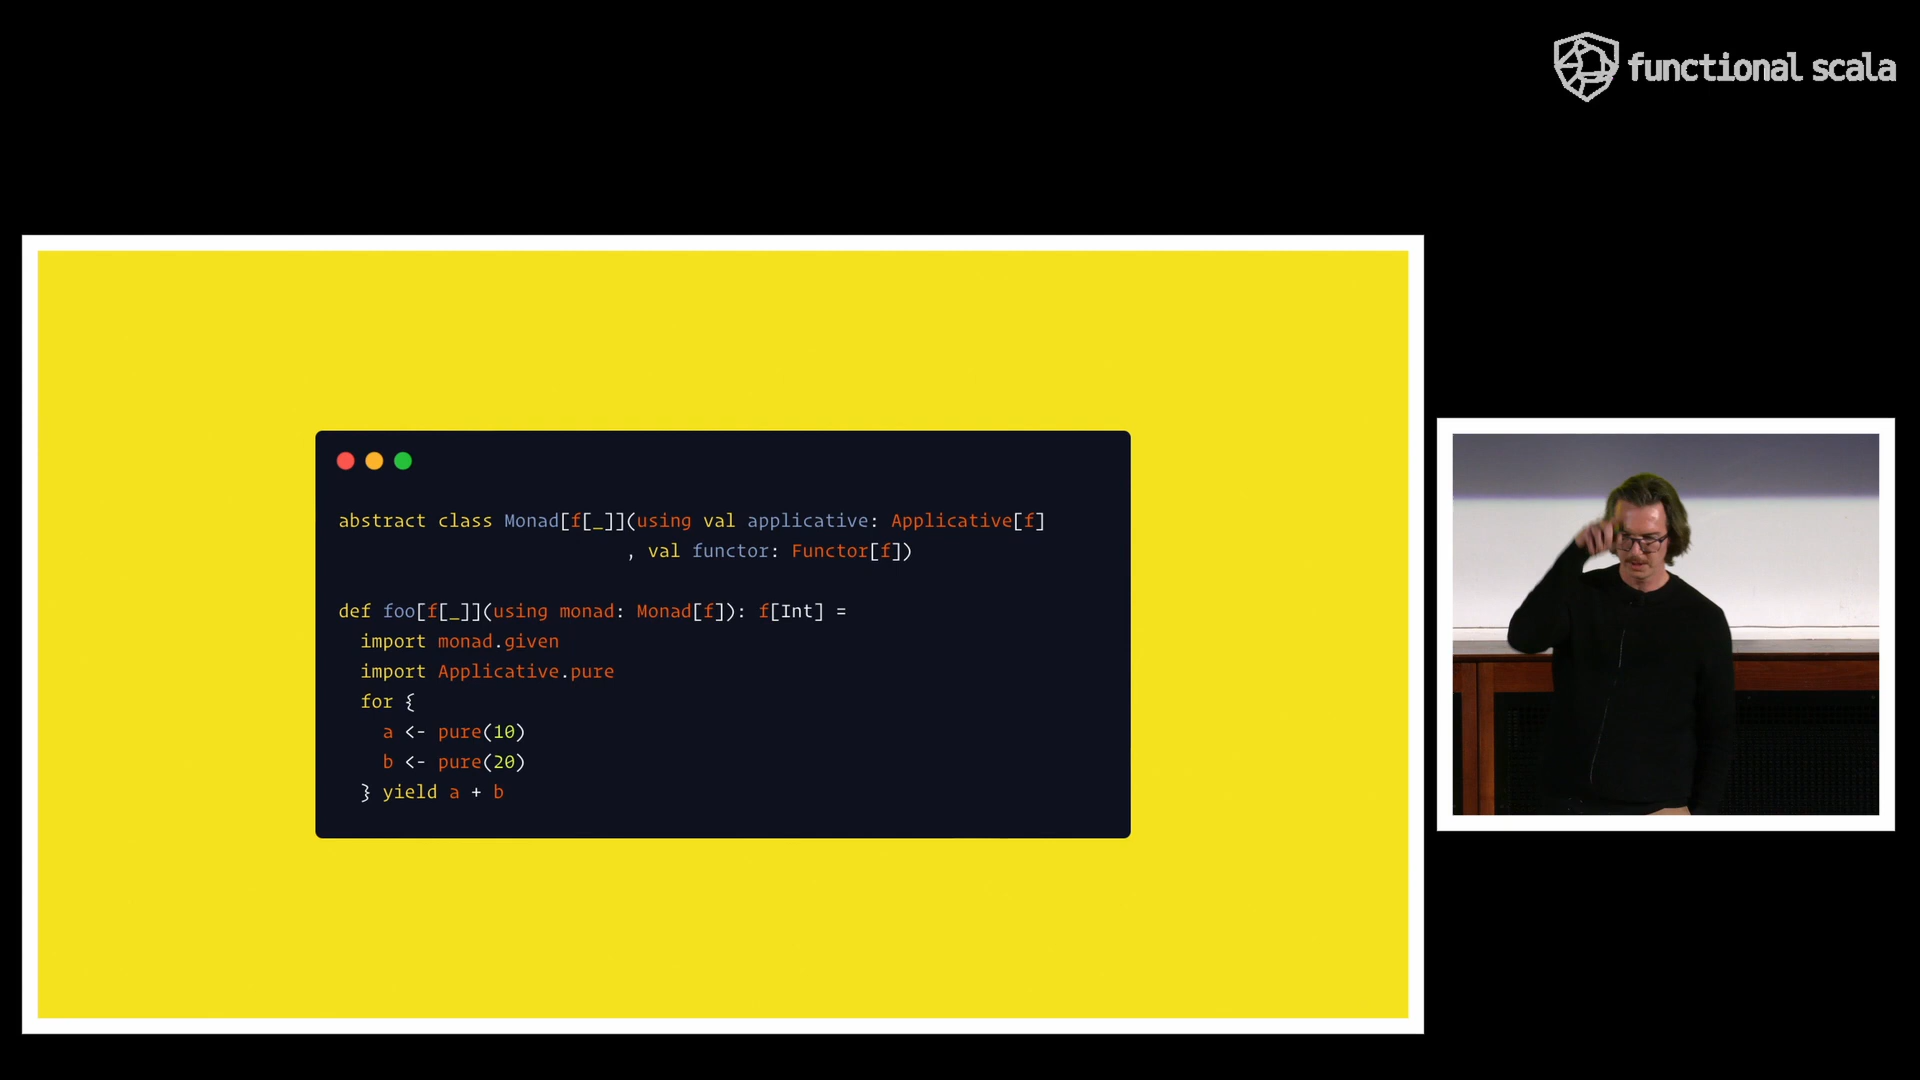 functional scala
abstract class Monad[f[_]](using val applicative: Applicative[f]
, val functor: Functor[f])
def foo[f[_]](using monad: Monad[f]): f[Int] =
import monad.given
import Applicative.pure
for {
a <- pure(10)
b <- pure(20)
} yield a + b